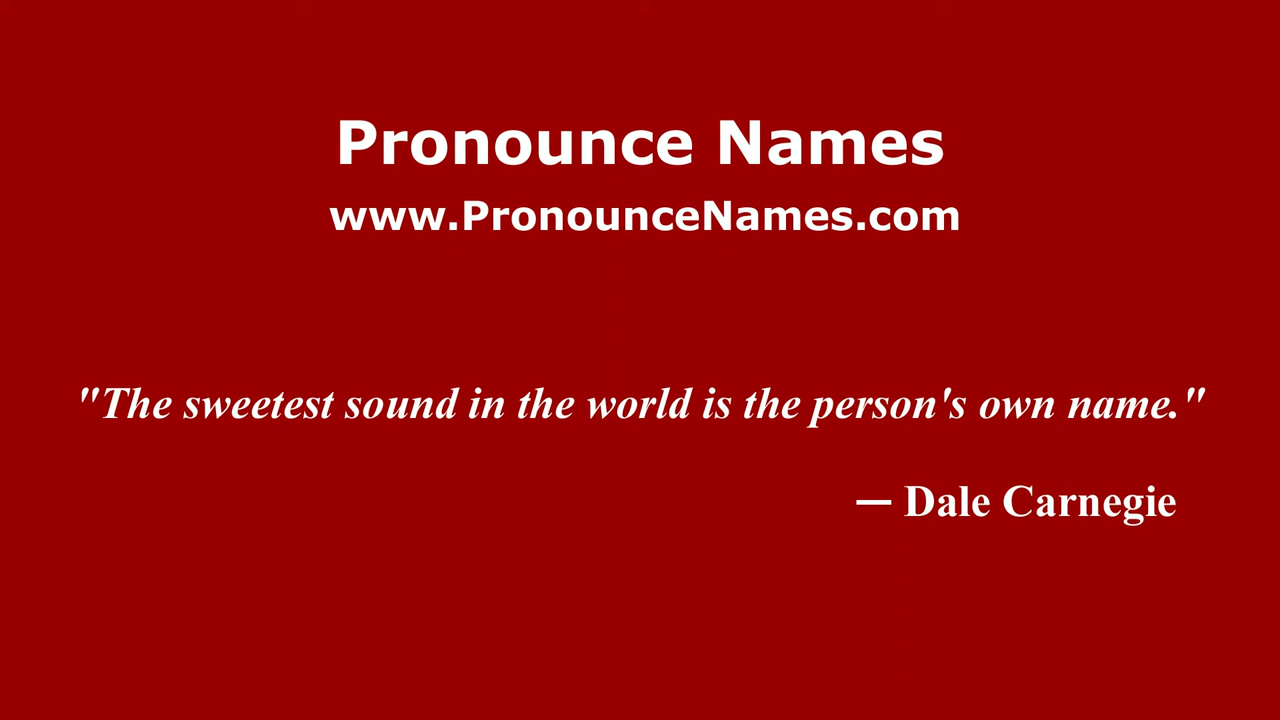 Pronounce Names
www.PronounceNames.com
"The sweetest sound in the world is the person's own name."
— Dale Carnegie